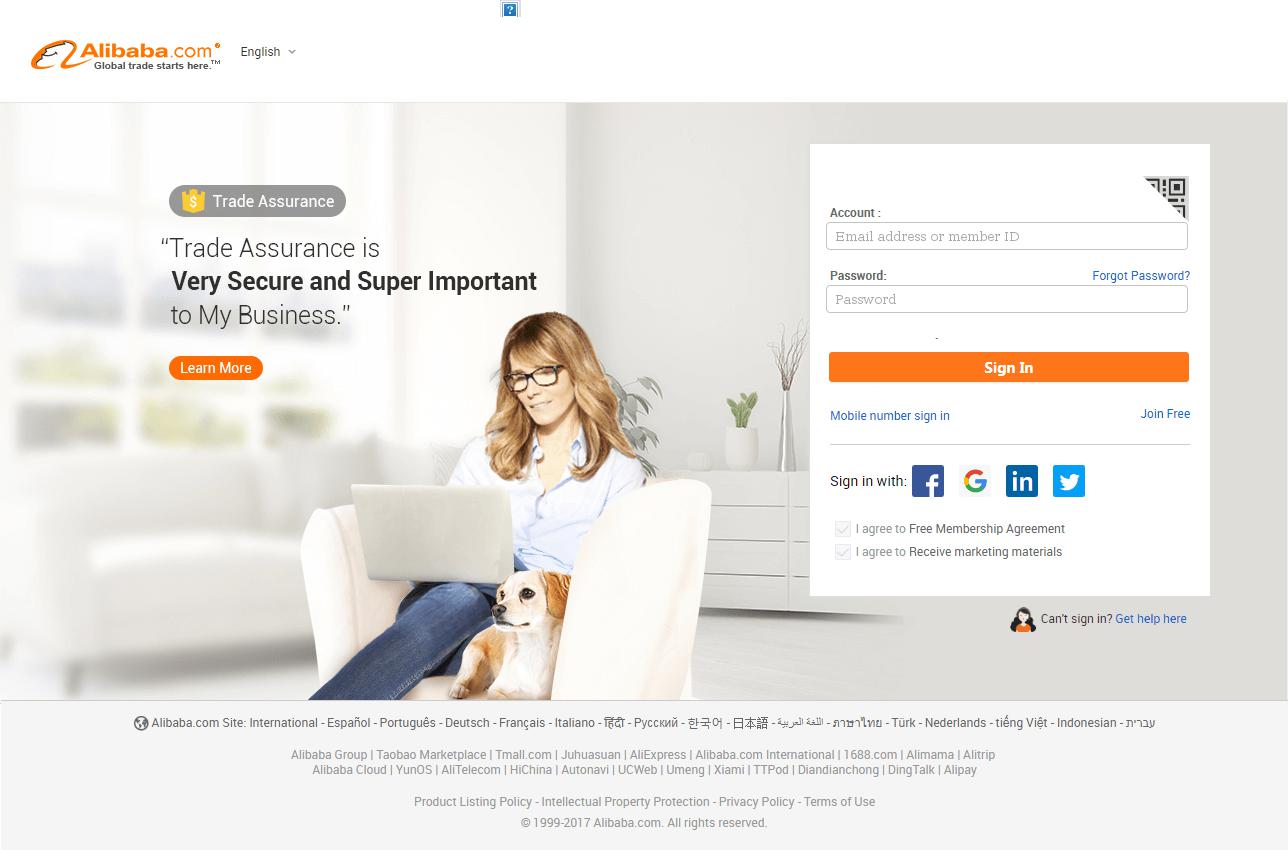 ?
Alibaba.com®
Global trade starts here.™
English
Trade Assurance
“Trade Assurance is
Very Secure and Super Important
to My Business.”
Learn More
Account :
Email address or member ID
Password:
Forgot Password?
Password
Sign In
Mobile number sign in
Join Free
Sign in with:
I agree to Free Membership Agreement
I agree to Receive marketing materials
Can't sign in? Get help here
Alibaba.com Site: International - Español - Português - Deutsch - Français - Italiano - हिंदी - Русский - 한국어 - 日本語 - اللغة العربية - ภาษาไทย - Türk - Nederlands - tiếng Việt - Indonesian - עברית
Alibaba Group | Taobao Marketplace | Tmall.com | Juhuasuan | AliExpress | Alibaba.com International | 1688.com | Alimama | Alitrip
Alibaba Cloud | YunOS | AliTelecom | HiChina | Autonavi | UCWeb | Umeng | Xiami | TTPod | Diandianchong | DingTalk | Alipay
Product Listing Policy - Intellectual Property Protection - Privacy Policy - Terms of Use
© 1999-2017 Alibaba.com. All rights reserved.